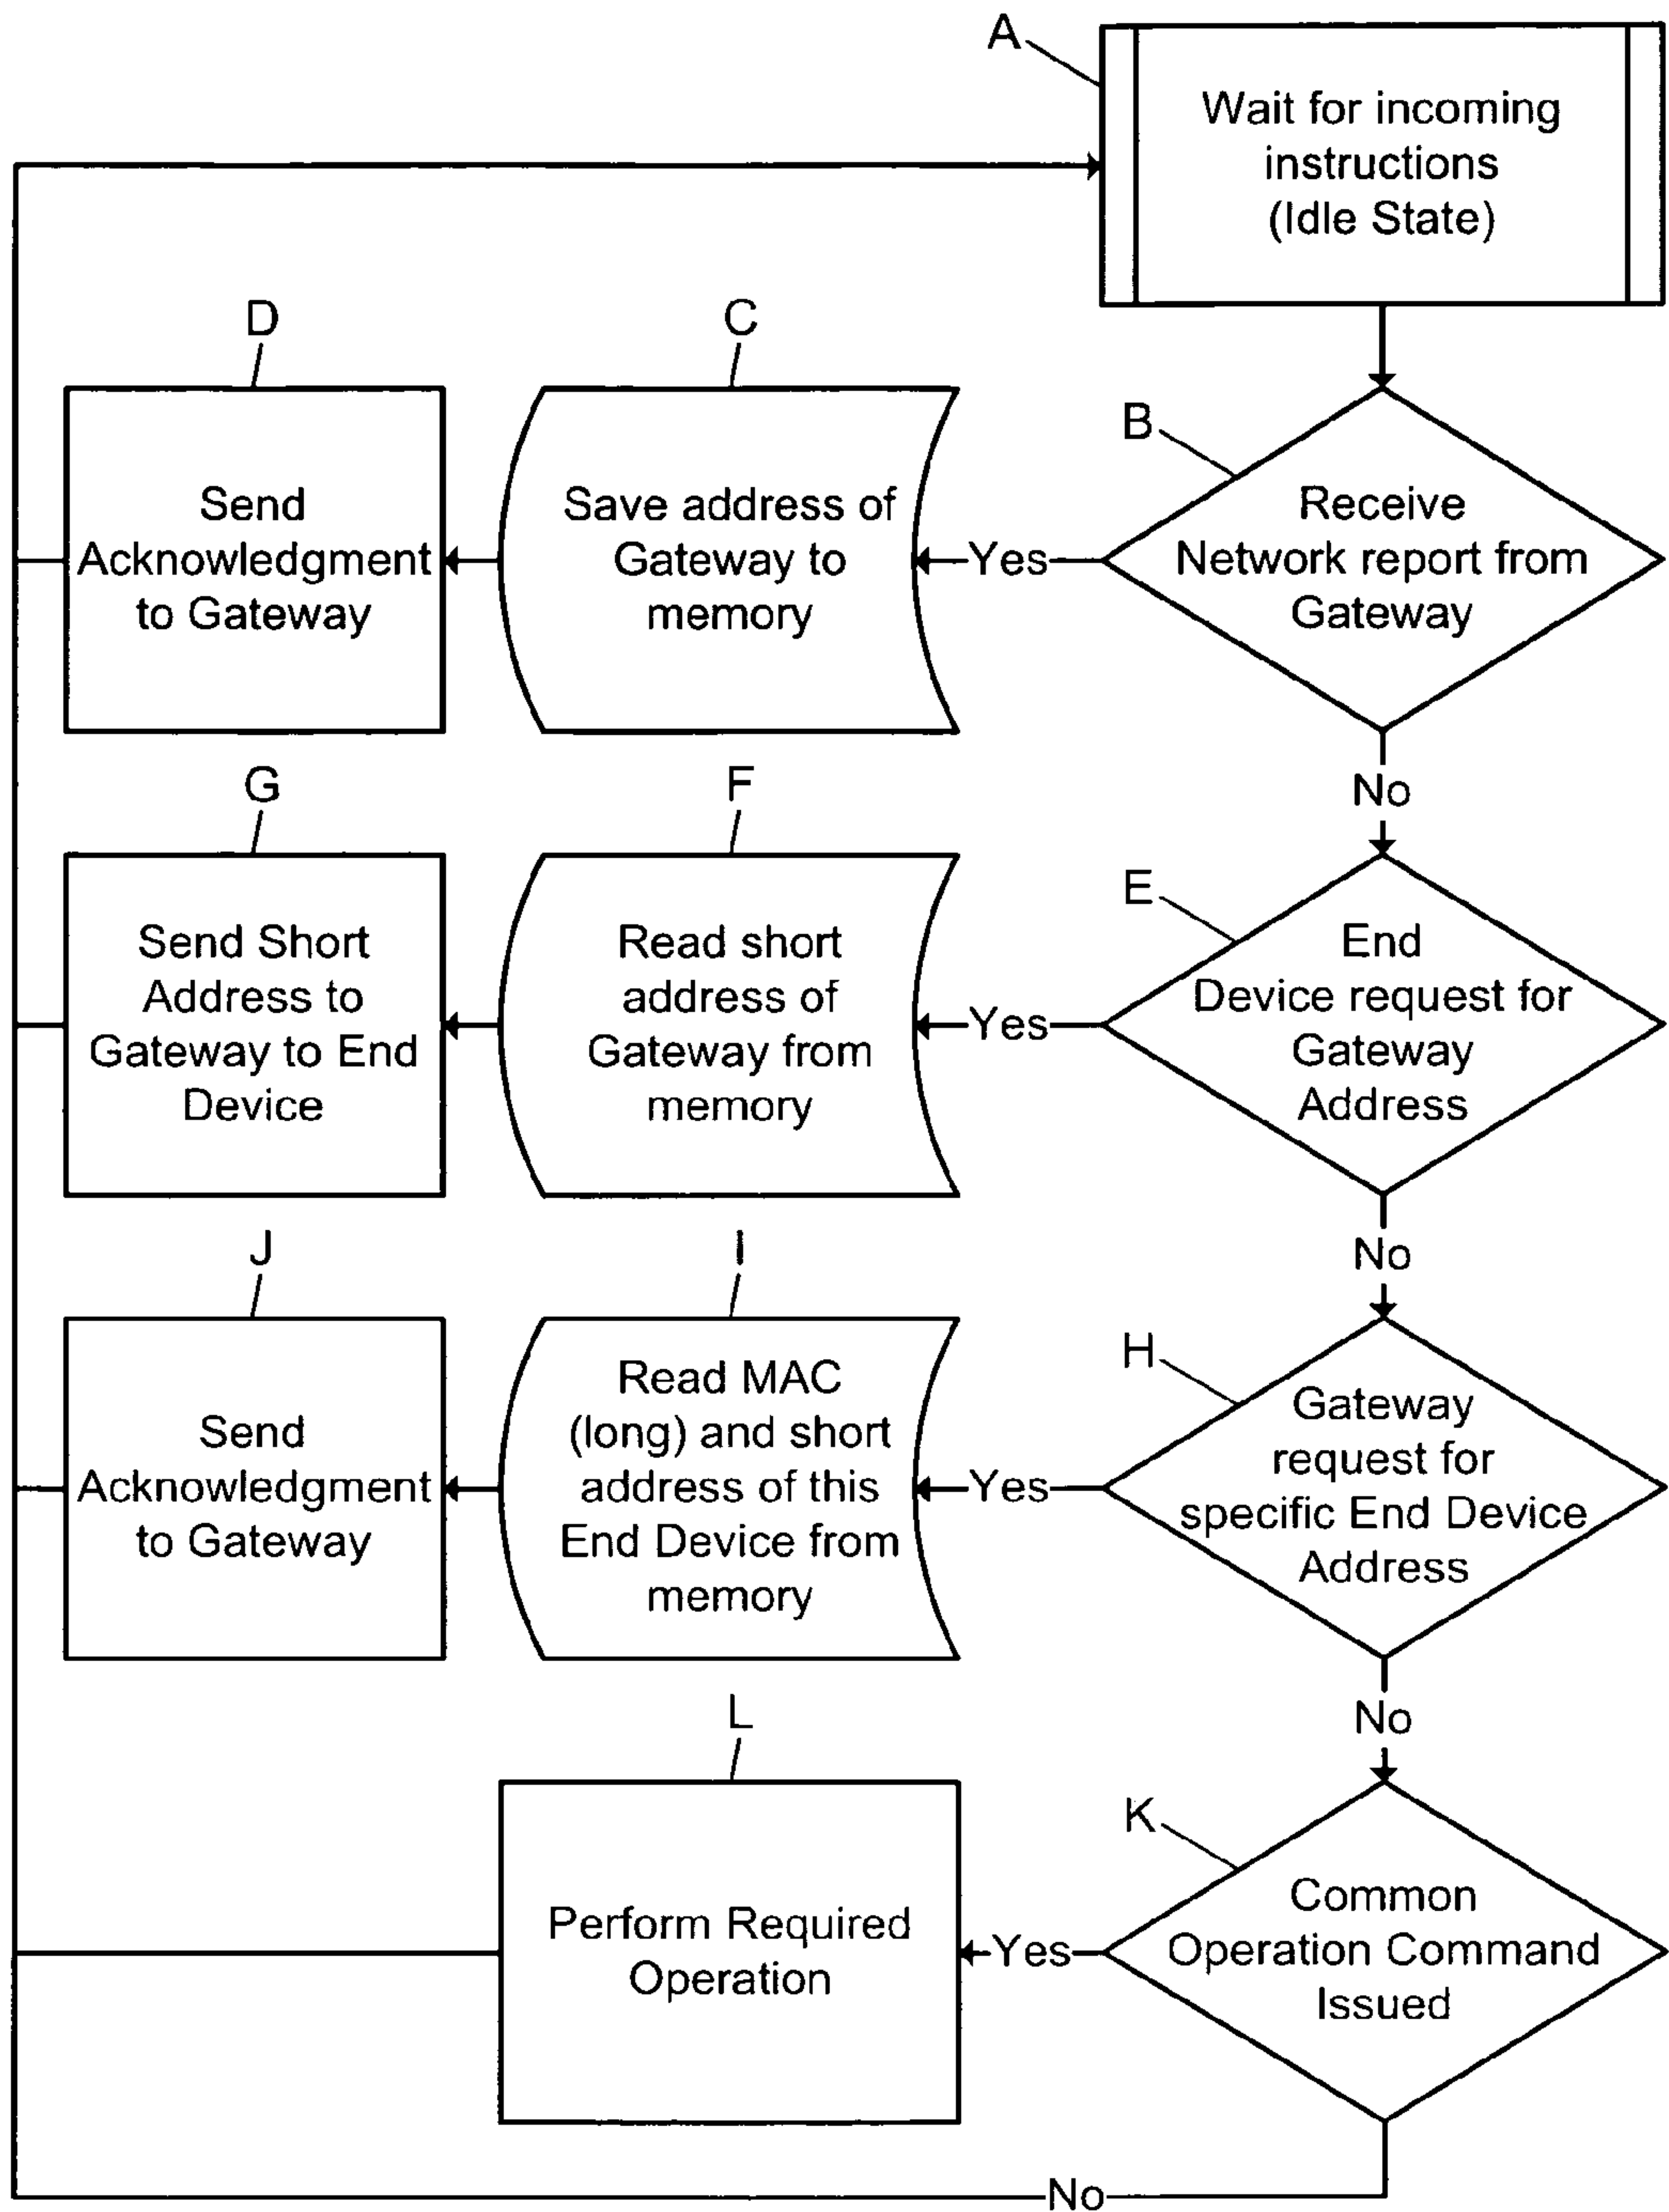 A
Wait for incoming
instructions
(Idle State)
D
C
B
Send
Acknowledgment
to Gateway
Save address of
Gateway to
memory
Yes
Receive
Network report from
Gateway
No
G
F
E
Send Short
Address to
Gateway to End
Device
Read short
address of
Gateway from
memory
Yes
End
Device request for
Gateway
Address
No
J
I
H
Send
Acknowledgment
to Gateway
Read MAC
(long) and short
address of this
End Device from
memory
Yes
Gateway
request for
specific End Device
Address
No
L
K
Perform Required
Operation
Yes
Common
Operation Command
Issued
No